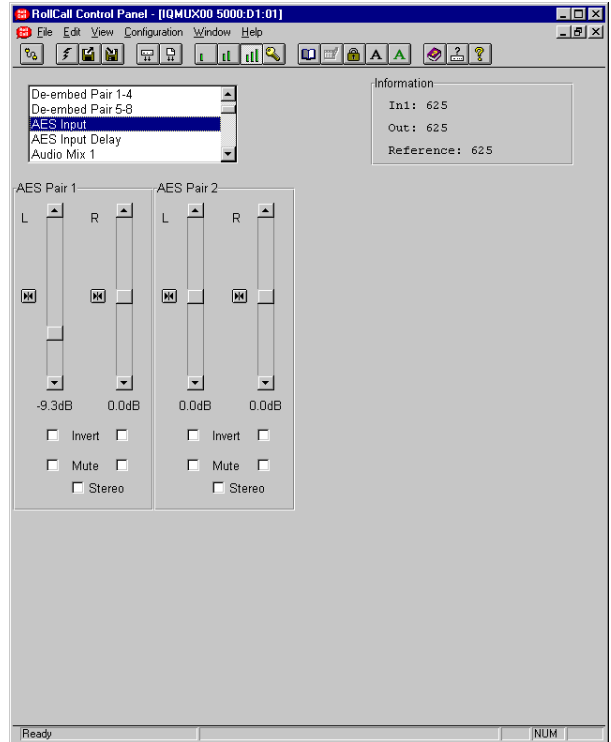 RollCall Control Panel - [IQMUX00 5000:D1:01]
File Edit View Configuration Window Help
A A ?
De-embed Pair 1-4
De-embed Pair 5-8
AES Input
AES Input Delay
Audio Mix 1
Information
In1: 625
Out: 625
Reference: 625
AES Pair 1
AES Pair 2
L R L R
-9.3dB 0.0dB 0.0dB 0.0dB
Invert Invert
Mute Mute
Stereo Stereo
Ready NUM